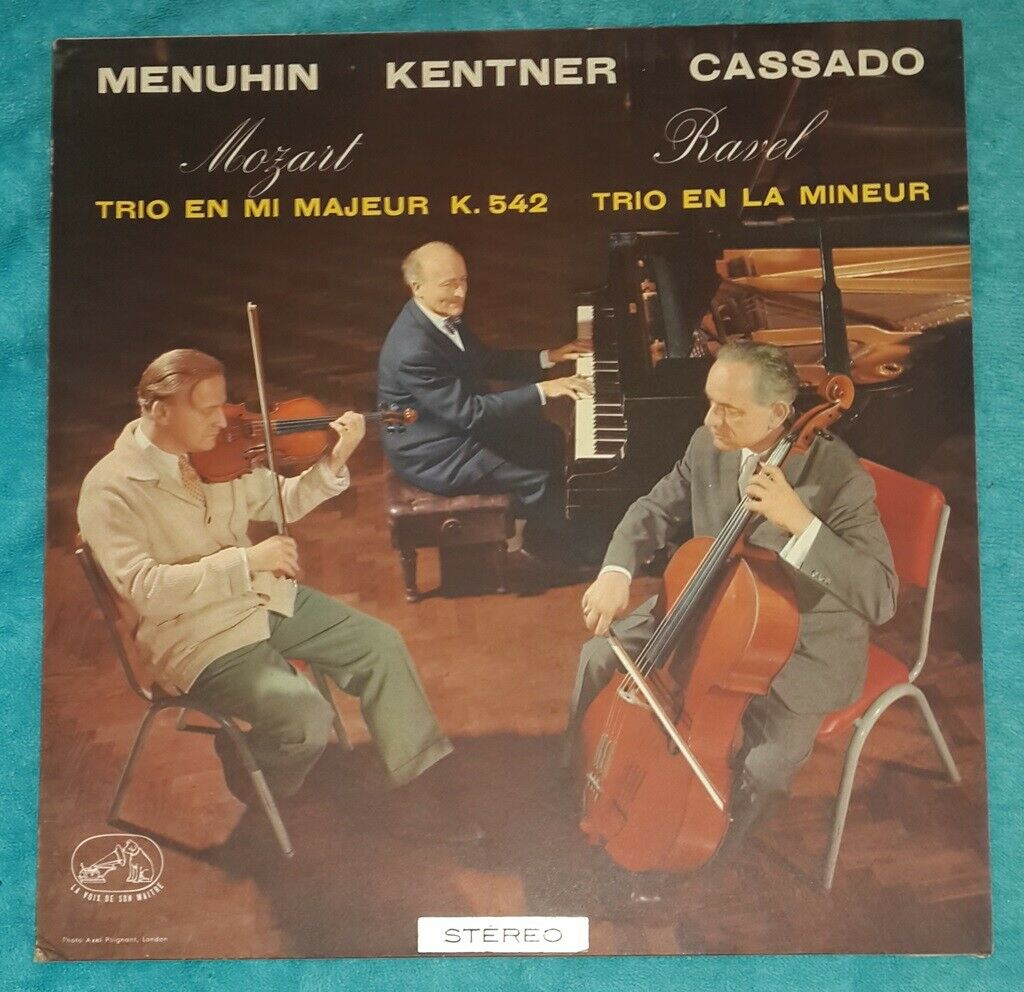 MENUHIN KENTNER CASSADO
Mozart Ravel
TRIO EN MI MAJEUR K. 542 TRIO EN LA MINEUR
LA VOIX DE SON MAITRE
Photo Axel Poignant, London
STÉREO